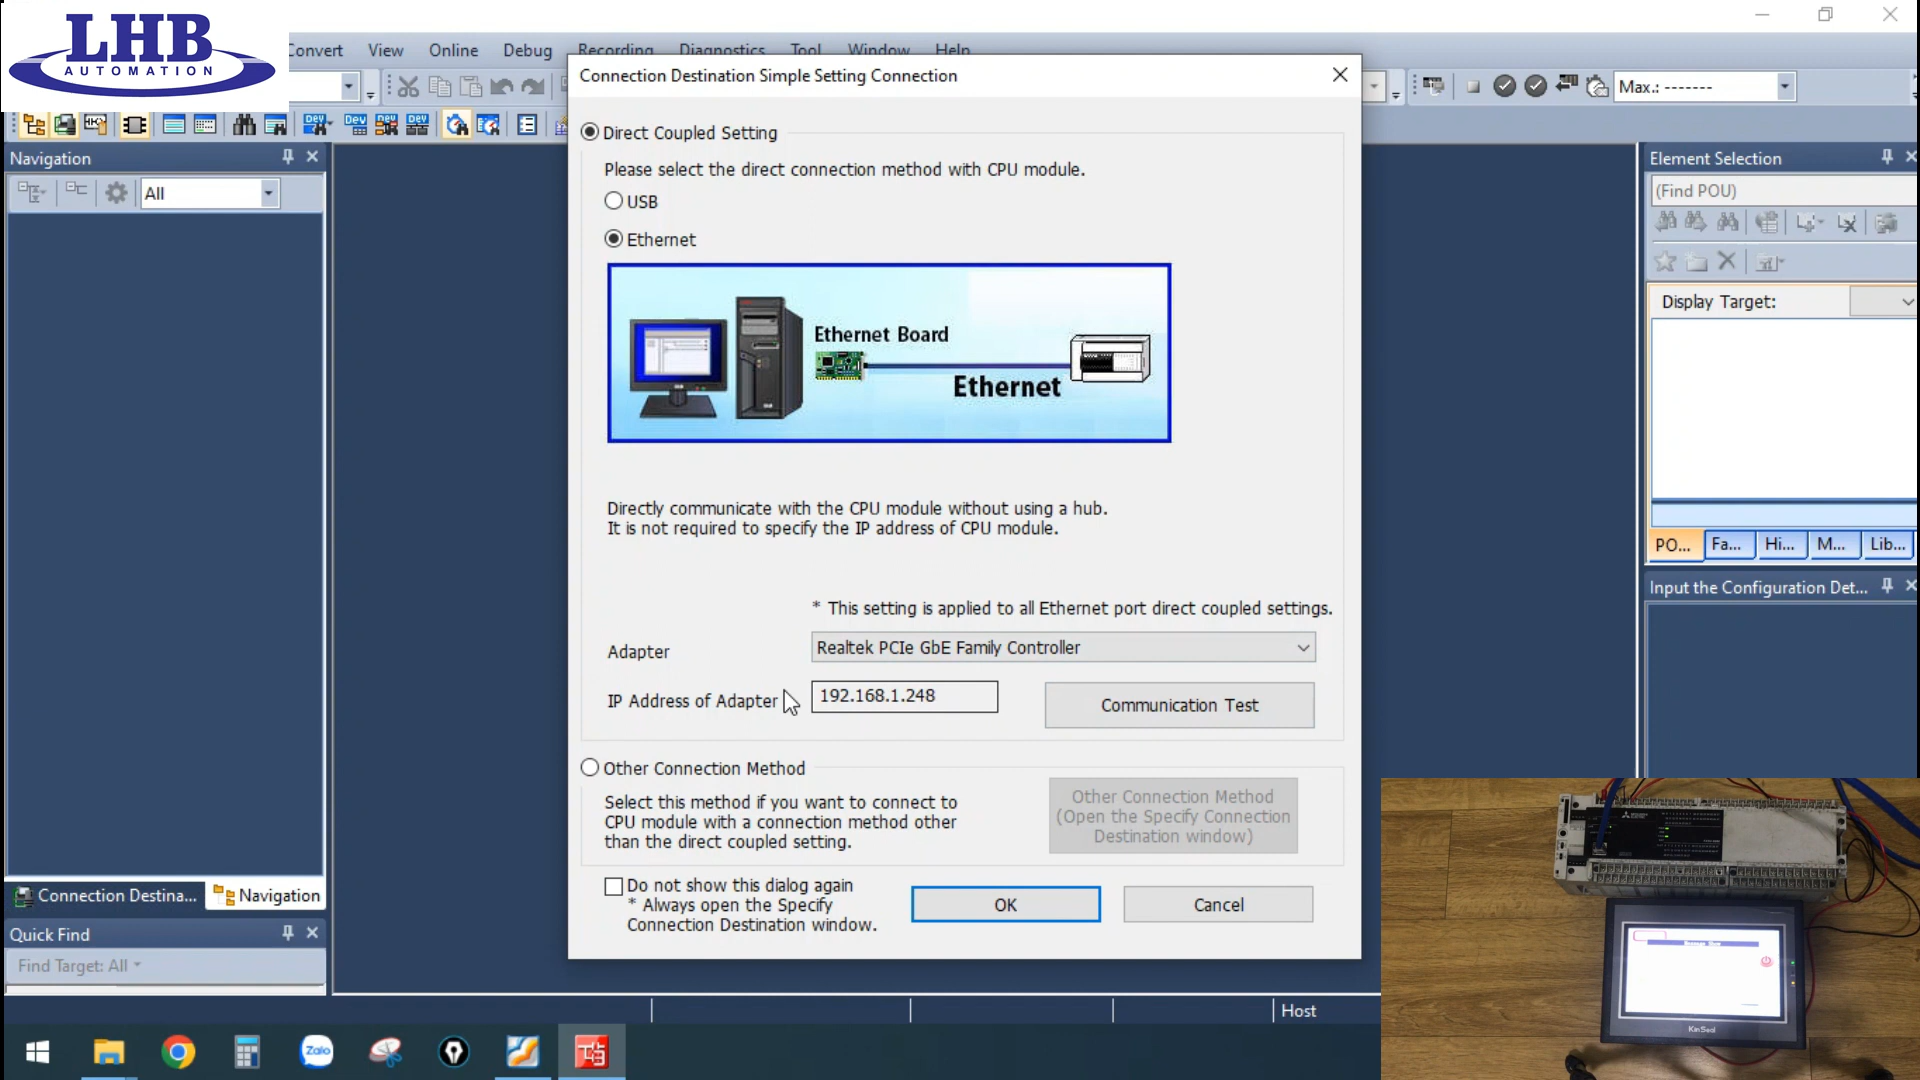 LHB
AUTOMATION
Convert View Online Debug Recording Diagnostics Tool Window Help
Max.: -------
Navigation
All
Connection Destina...
Navigation
Quick Find
Find Target: All
Connection Destination Simple Setting Connection
Direct Coupled Setting
Please select the direct connection method with CPU module.
USB
Ethernet
Ethernet Board
Ethernet
Directly communicate with the CPU module without using a hub.
It is not required to specify the IP address of CPU module.
* This setting is applied to all Ethernet port direct coupled settings.
Adapter
Realtek PCIe GbE Family Controller
IP Address of Adapter
192.168.1.248
Communication Test
Other Connection Method
Select this method if you want to connect to
CPU module with a connection method other
than the direct coupled setting.
Other Connection Method
(Open the Specify Connection
Destination window)
Do not show this dialog again
* Always open the Specify
Connection Destination window.
OK
Cancel
Element Selection
(Find POU)
Display Target:
PO... Fa... Hi... M... Lib...
Input the Configuration Det...
Host
Zalo
KinSeal